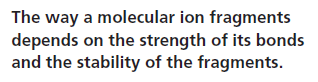 The way a molecular ion fragments
depends on the strength of its bonds
and the stability of the fragments.